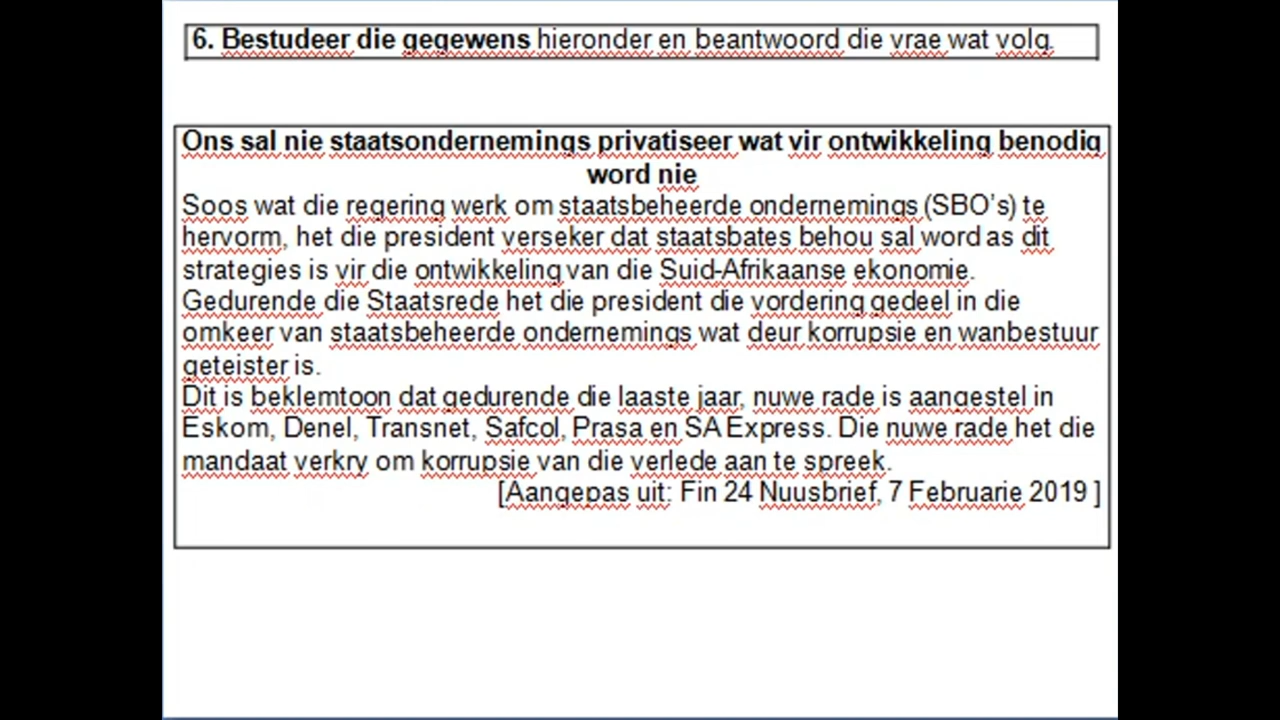 6. Bestudeer die gegewens hieronder en beantwoord die vrae wat volg.
Ons sal nie staatsondernemings privatiseer wat vir ontwikkeling benodig
word nie
Soos wat die regering werk om staatsbeheerde ondernemings (SBO's) te
hervorm, het die president verseker dat staatsbates behou sal word as dit
strategies is vir die ontwikkeling van die Suid-Afrikaanse ekonomie.
Gedurende die Staatsrede het die president die vordering gedeel in die
omkeer van staatsbeheerde ondernemings wat deur korrupsie en wanbestuur
geteister is.
Dit is beklemtoon dat gedurende die laaste jaar, nuwe rade is aangestel in
Eskom, Denel, Transnet, Safcol, Prasa en SA Express. Die nuwe rade het die
mandaat verkry om korrupsie van die verlede aan te spreek.
[Aangepas uit: Fin 24 Nuusbrief, 7 Februarie 2019 ]